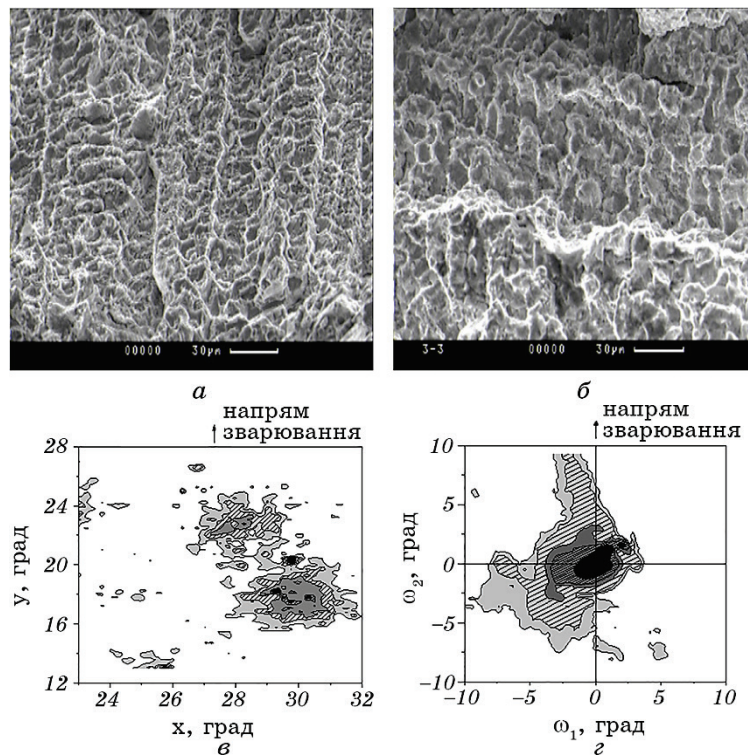 00000 30μm
3-3 00000 30μm
а
б
напрям
зварювання
28
24
20
16
12
y, град
24 26 28 30 32
x, град
в
напрям
зварювання
10
5
0
−5
−10
ω₂, град
−10 −5 0 5 10
ω₁, град
г